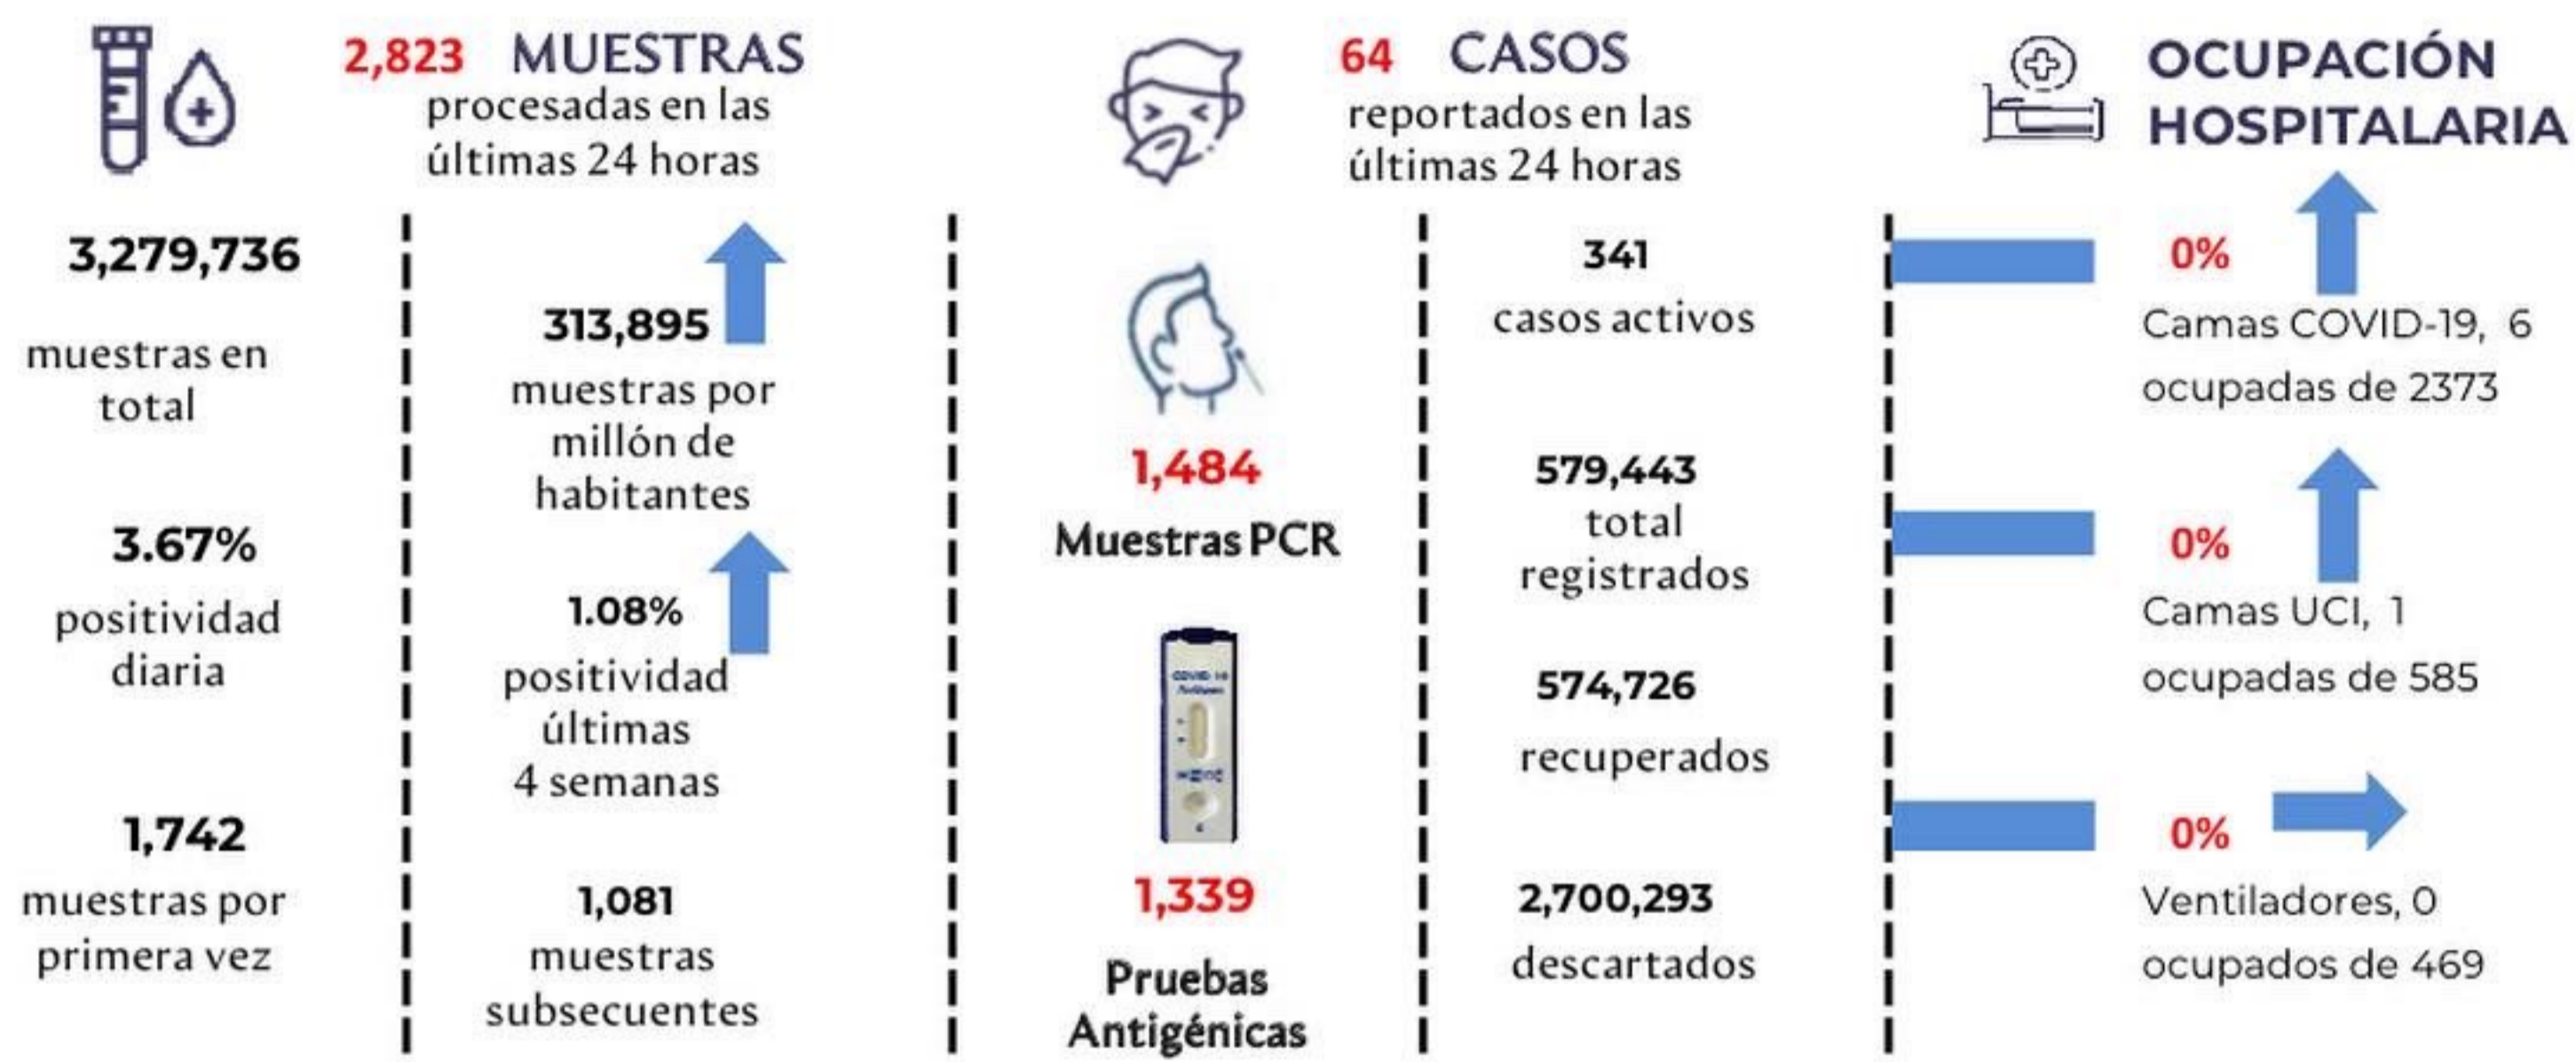 2,823 MUESTRAS
procesadas en las
últimas 24 horas
3,279,736
muestras en
total
3.67%
positividad
diaria
1,742
muestras por
primera vez
313,895
muestras por
millón de
habitantes
1.08%
positividad
últimas
4 semanas
1,081
muestras
subsecuentes
64 CASOS
reportados en las
últimas 24 horas
1,484
Muestras PCR
COVID-19
1,339
Pruebas
Antigénicas
341
casos activos
579,443
total
registrados
574,726
recuperados
2,700,293
descartados
OCUPACIÓN
HOSPITALARIA
0%
Camas COVID-19, 6
ocupadas de 2373
0%
Camas UCI, 1
ocupadas de 585
0%
Ventiladores, 0
ocupados de 469